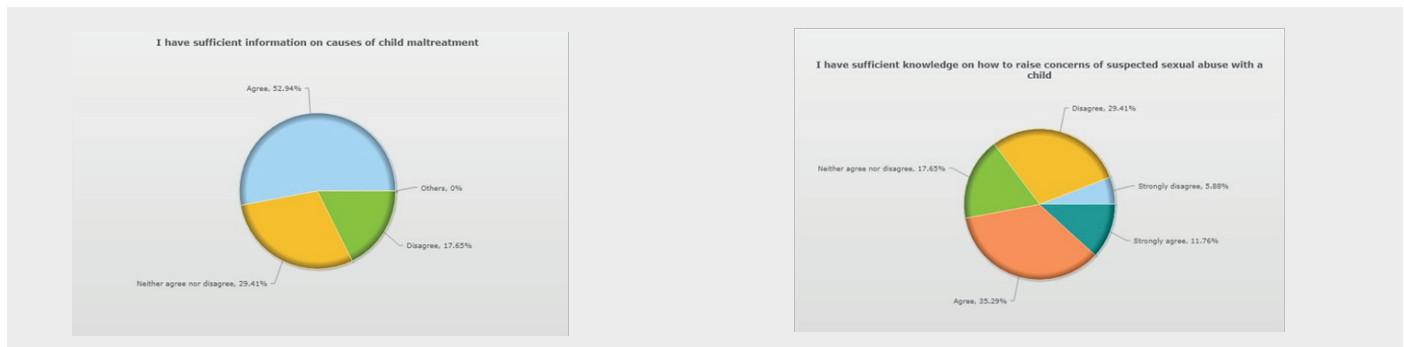 I have sufficient information on causes of child maltreatment
Agree, 52.94%
Others, 0%
Disagree, 17.65%
Neither agree nor disagree, 29.41%
I have sufficient knowledge on how to raise concerns of suspected sexual abuse with a
child
Disagree, 29.41%
Neither agree nor disagree, 17.65%
Strongly disagree, 5.88%
Strongly agree, 11.76%
Agree, 35.29%